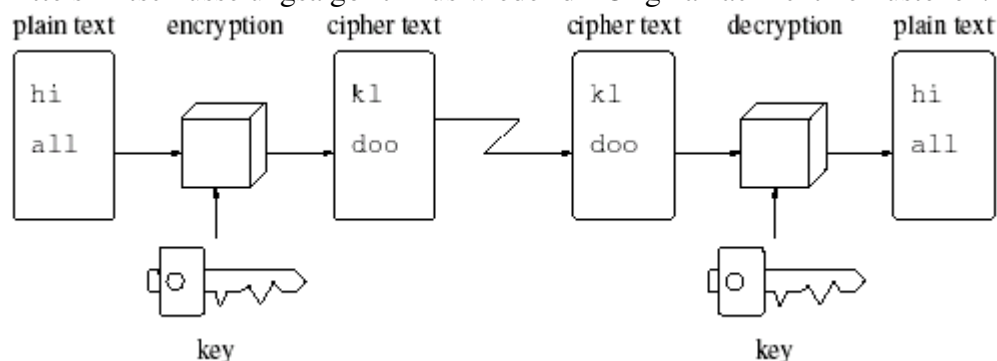 plain text encryption cipher text cipher text decryption plain text
hi kl kl hi
all doo doo all
key key